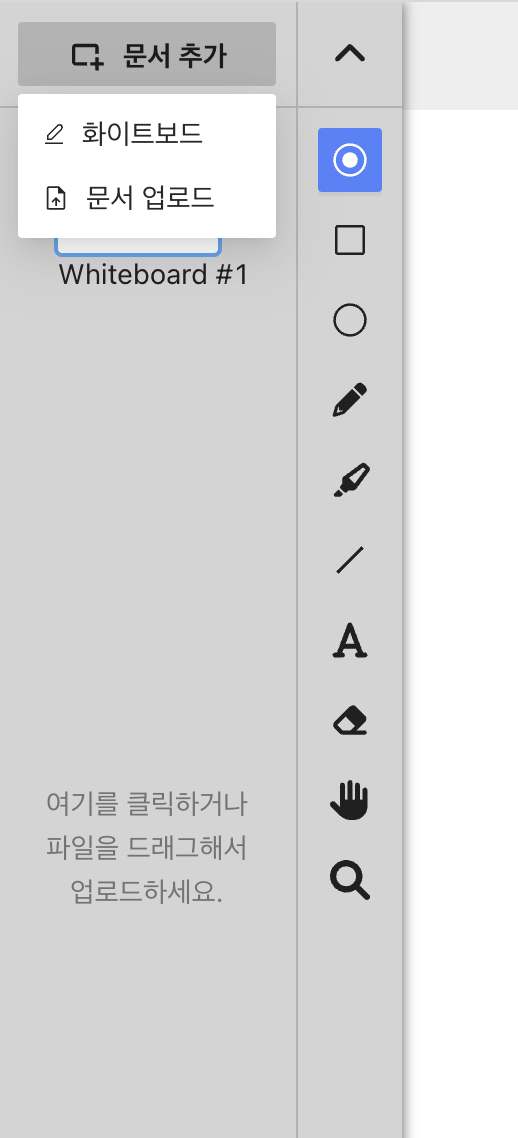 문서 추가
화이트보드
문서 업로드
Whiteboard #1
여기를 클릭하거나
파일을 드래그해서
업로드하세요.